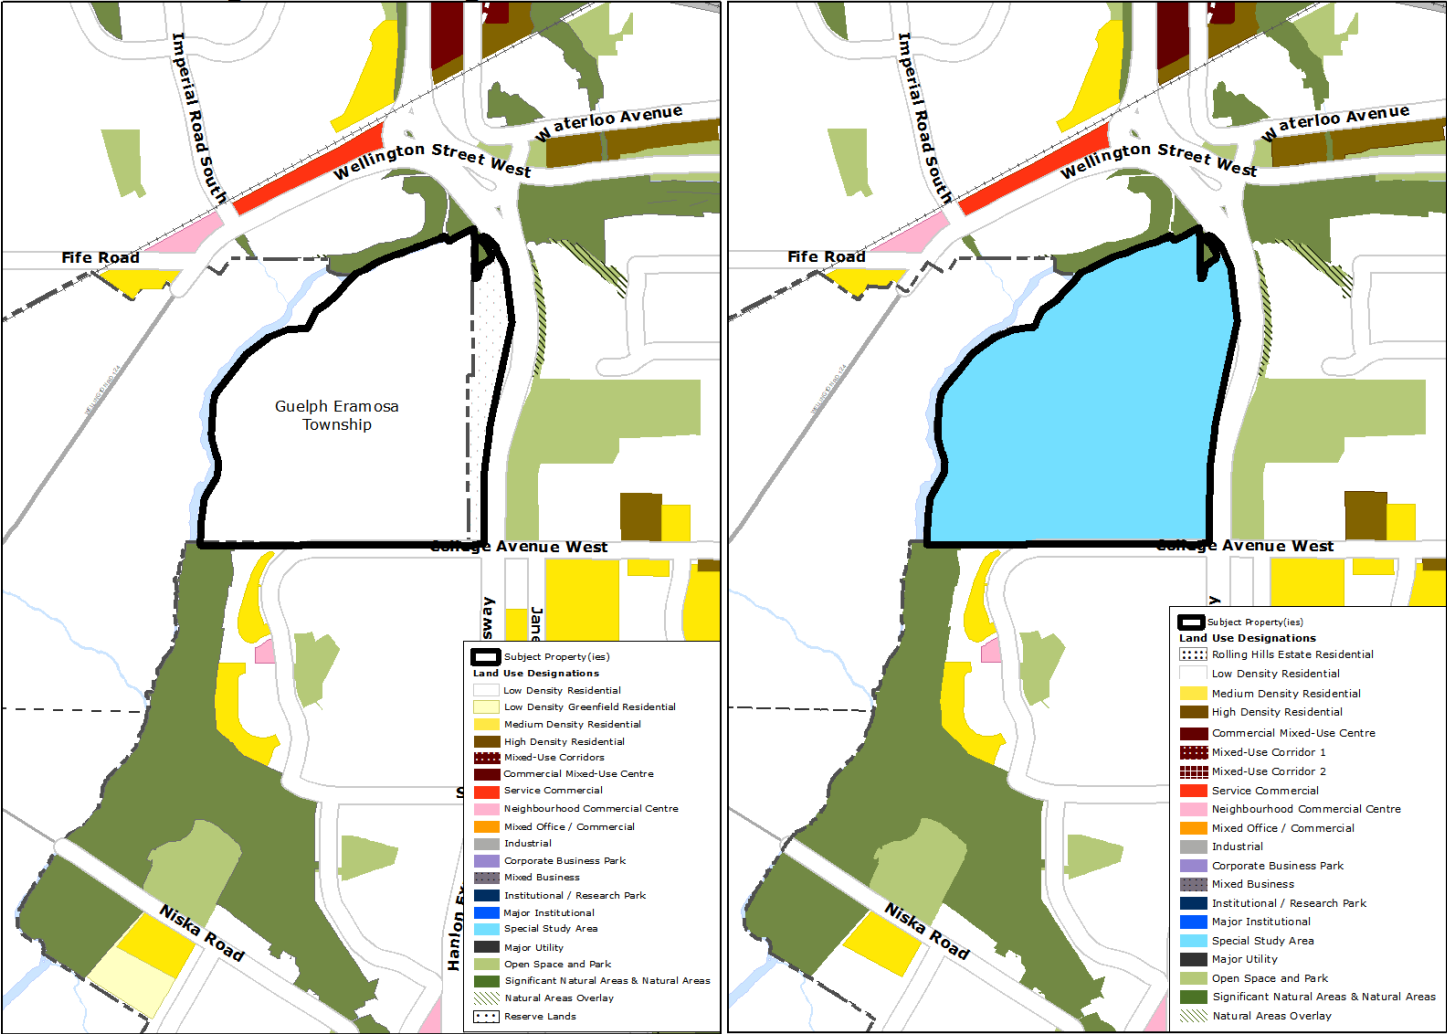 Imperial Road South
Waterloo Avenue
Wellington Street West
Fife Road
Guelph Eramosa
Township
College Avenue West
sway
Jane
S
Niska Road
Hanlon Ex
Subject Property(ies)
Land Use Designations
Low Density Residential
Low Density Greenfield Residential
Medium Density Residential
High Density Residential
Mixed-Use Corridors
Commercial Mixed-Use Centre
Service Commercial
Neighbourhood Commercial Centre
Mixed Office / Commercial
Industrial
Corporate Business Park
Mixed Business
Institutional / Research Park
Major Institutional
Special Study Area
Major Utility
Open Space and Park
Significant Natural Areas & Natural Areas
Natural Areas Overlay
Reserve Lands
Imperial Road South
Waterloo Avenue
Wellington Street West
Fife Road
College Avenue West
y
Niska Road
Subject Property(ies)
Land Use Designations
Rolling Hills Estate Residential
Low Density Residential
Medium Density Residential
High Density Residential
Commercial Mixed-Use Centre
Mixed-Use Corridor 1
Mixed-Use Corridor 2
Service Commercial
Neighbourhood Commercial Centre
Mixed Office / Commercial
Industrial
Corporate Business Park
Mixed Business
Institutional / Research Park
Major Institutional
Special Study Area
Major Utility
Open Space and Park
Significant Natural Areas & Natural Areas
Natural Areas Overlay